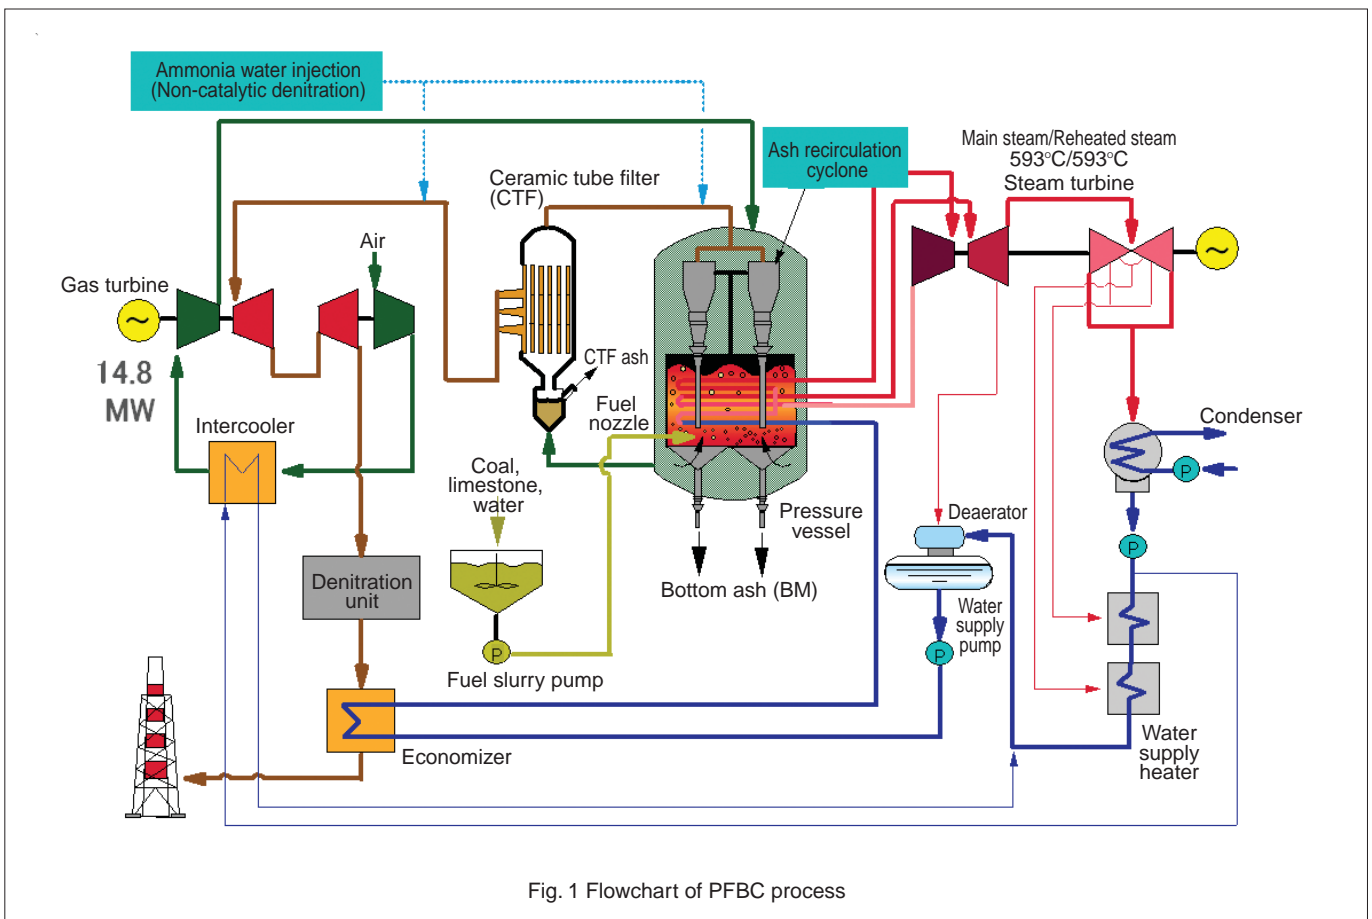 Ammonia water injection
(Non-catalytic denitration)
Ash recirculation
cyclone
Main steam/Reheated steam
593°C/593°C
Steam turbine
Ceramic tube filter
(CTF)
Air
Gas turbine
14.8
MW
CTF ash
Fuel
nozzle
Intercooler
Condenser
P
Coal,
limestone,
water
Pressure
vessel
Deaerator
P
Denitration
unit
Bottom ash (BM)
Water
supply
pump
P
P
Fuel slurry pump
Economizer
Water
supply
heater
Fig. 1 Flowchart of PFBC process